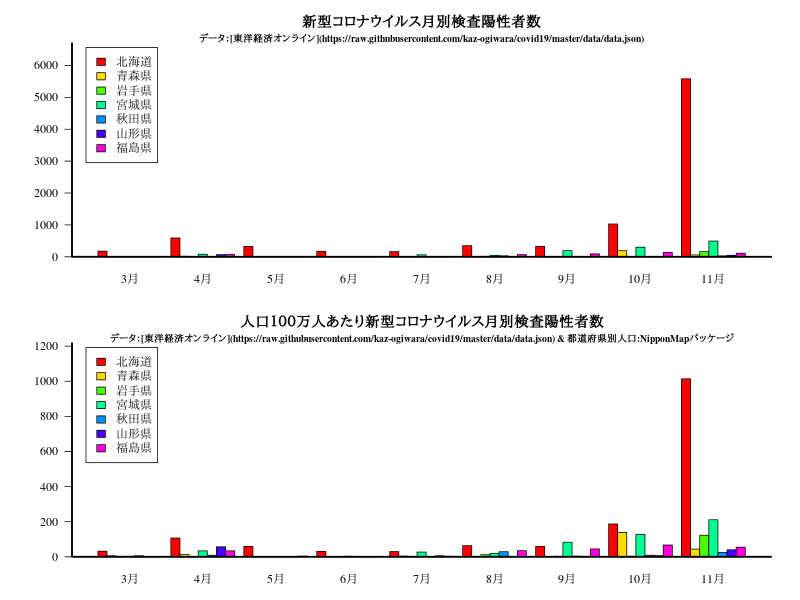 新型コロナウイルス月別検査陽性者数
データ:[東洋経済オンライン](https://raw.githubusercontent.com/kaz-ogiwara/covid19/master/data/data.json)
北海道
青森県
岩手県
宮城県
秋田県
山形県
福島県
6000
5000
4000
3000
2000
1000
0
3月 4月 5月 6月 7月 8月 9月 10月 11月
人口100万人あたり新型コロナウイルス月別検査陽性者数
データ:[東洋経済オンライン](https://raw.githubusercontent.com/kaz-ogiwara/covid19/master/data/data.json) & 都道府県別人口:NipponMapパッケージ
北海道
青森県
岩手県
宮城県
秋田県
山形県
福島県
1200
1000
800
600
400
200
0
3月 4月 5月 6月 7月 8月 9月 10月 11月